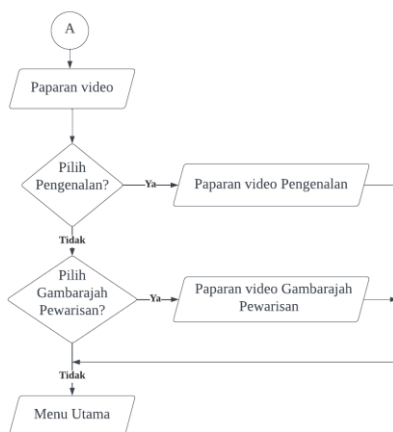 A
Paparan video
Pilih
Pengenalan?
Ya
Paparan video Pengenalan
Tidak
Pilih
Gambarajah
Pewarisan?
Ya
Paparan video Gambarajah
Pewarisan
Tidak
Menu Utama